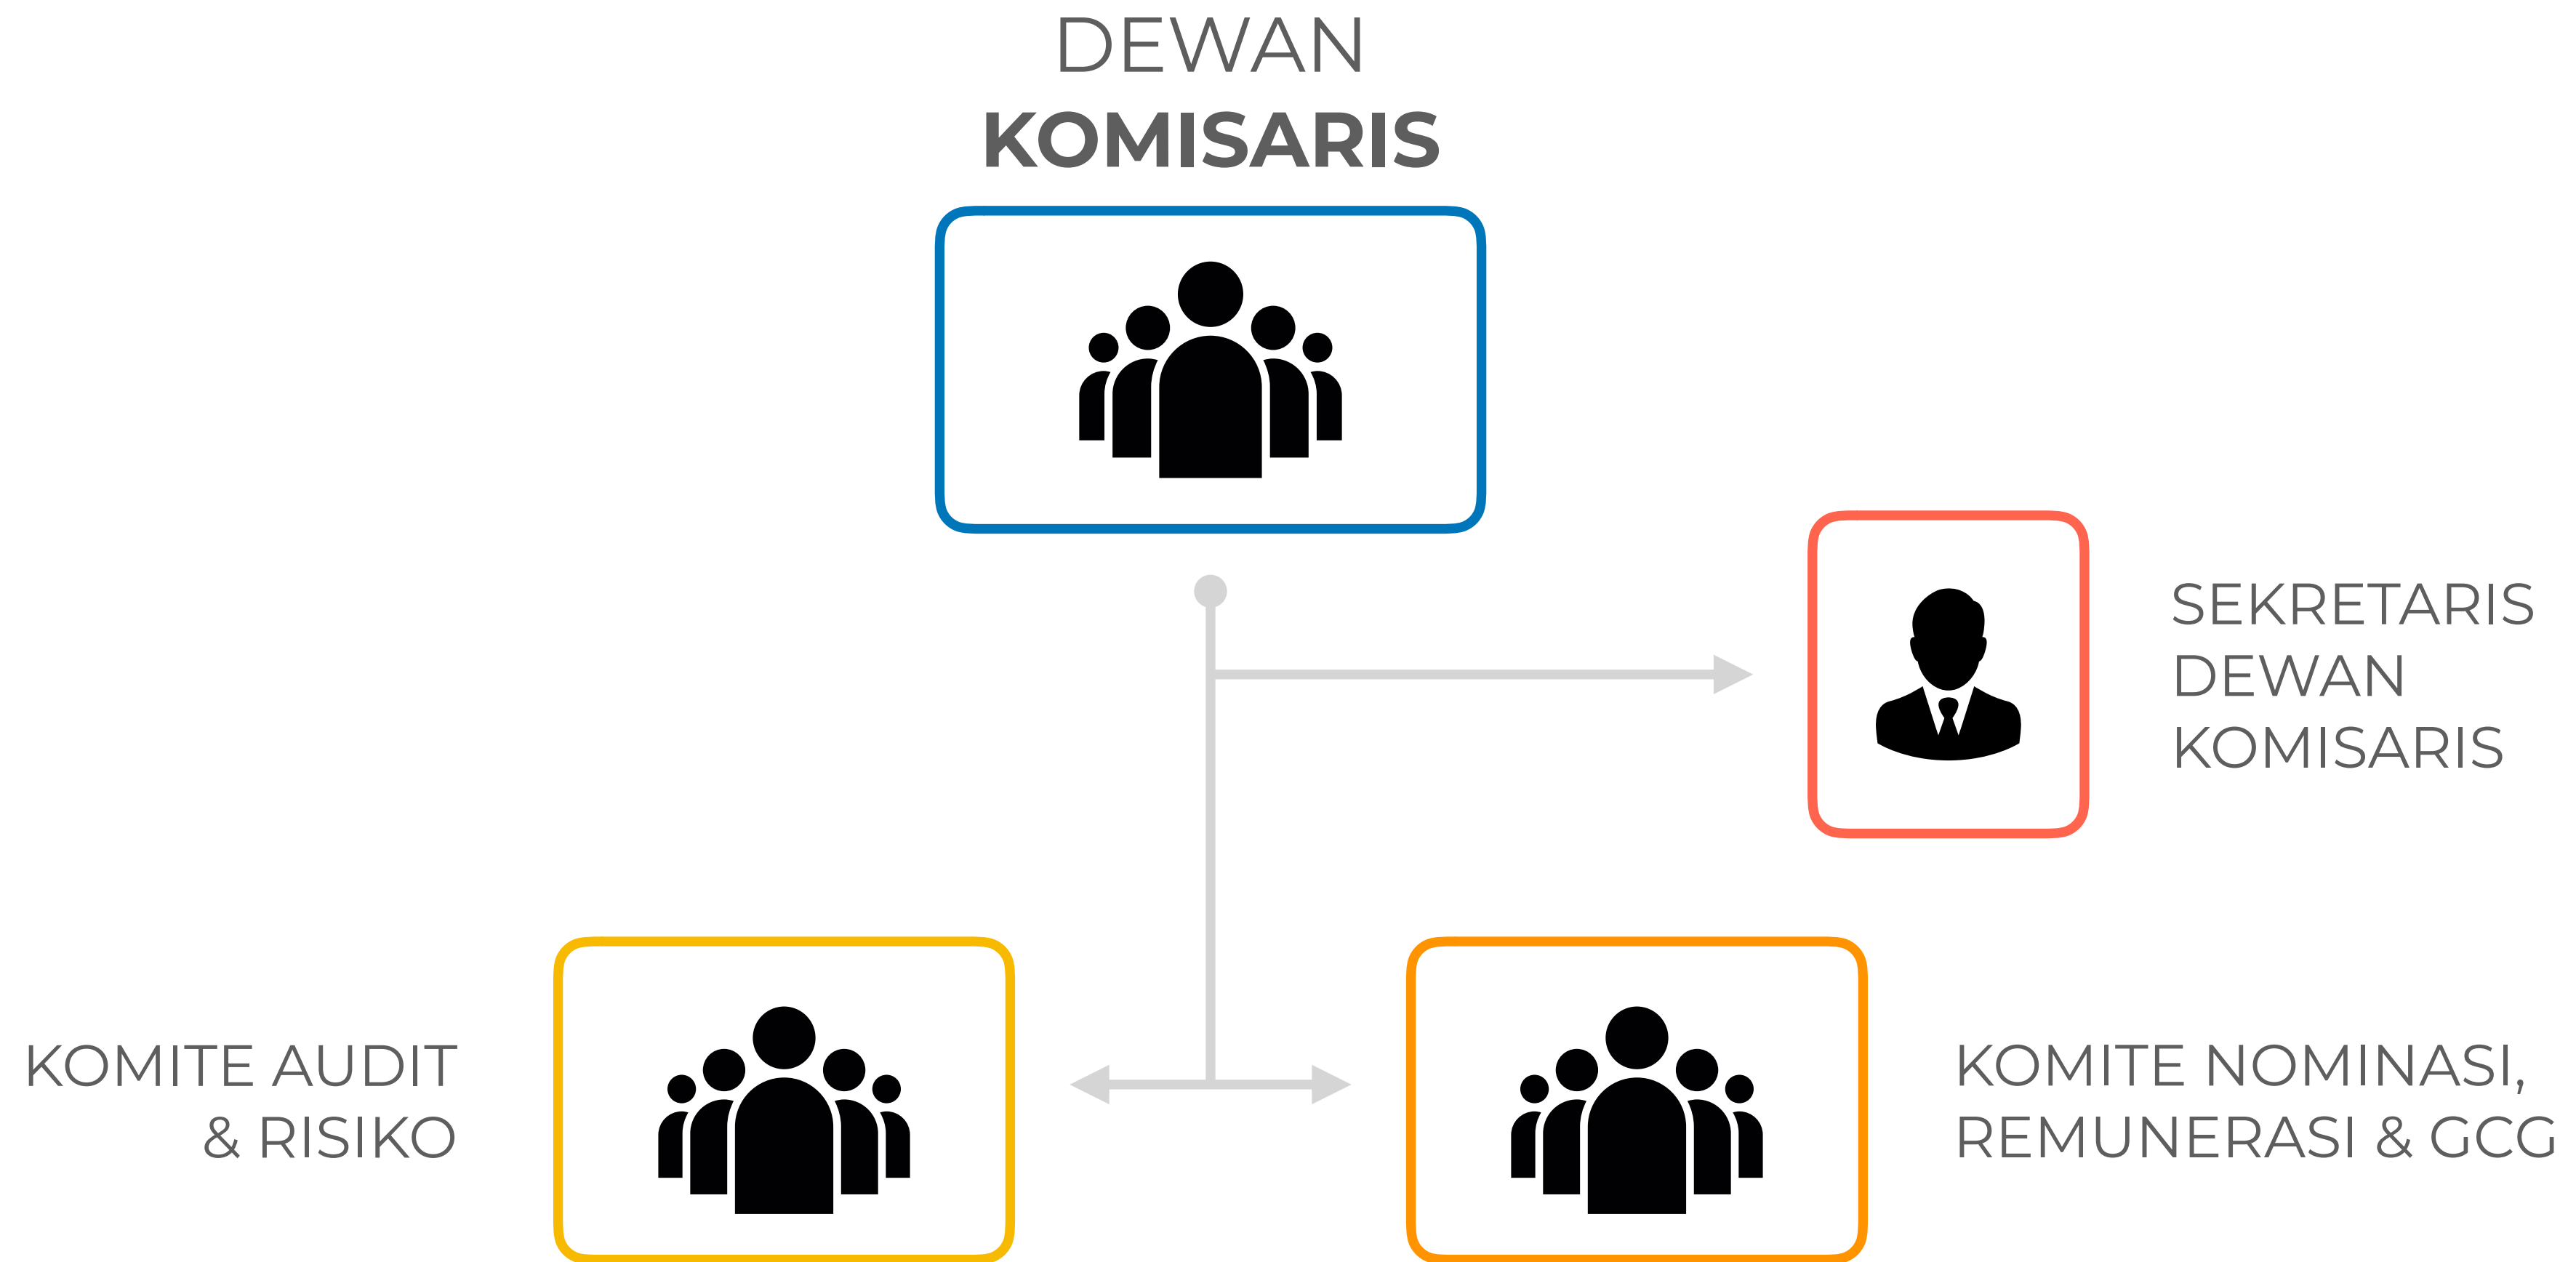 DEWAN
KOMISARIS
SEKRETARIS
DEWAN
KOMISARIS
KOMITE AUDIT
& RISIKO
KOMITE NOMINASI,
REMUNERASI & GCG